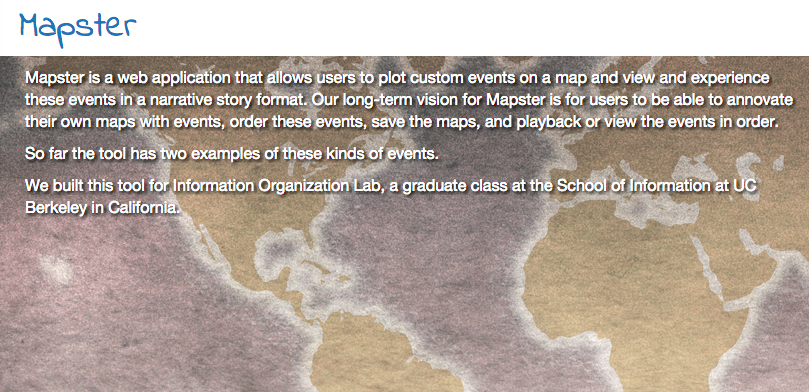 Mapster
Mapster is a web application that allows users to plot custom events on a map and view and experience
these events in a narrative story format. Our long-term vision for Mapster is for users to be able to annovate
their own maps with events, order these events, save the maps, and playback or view the events in order.
So far the tool has two examples of these kinds of events.
We built this tool for Information Organization Lab, a graduate class at the School of Information at UC
Berkeley in California.